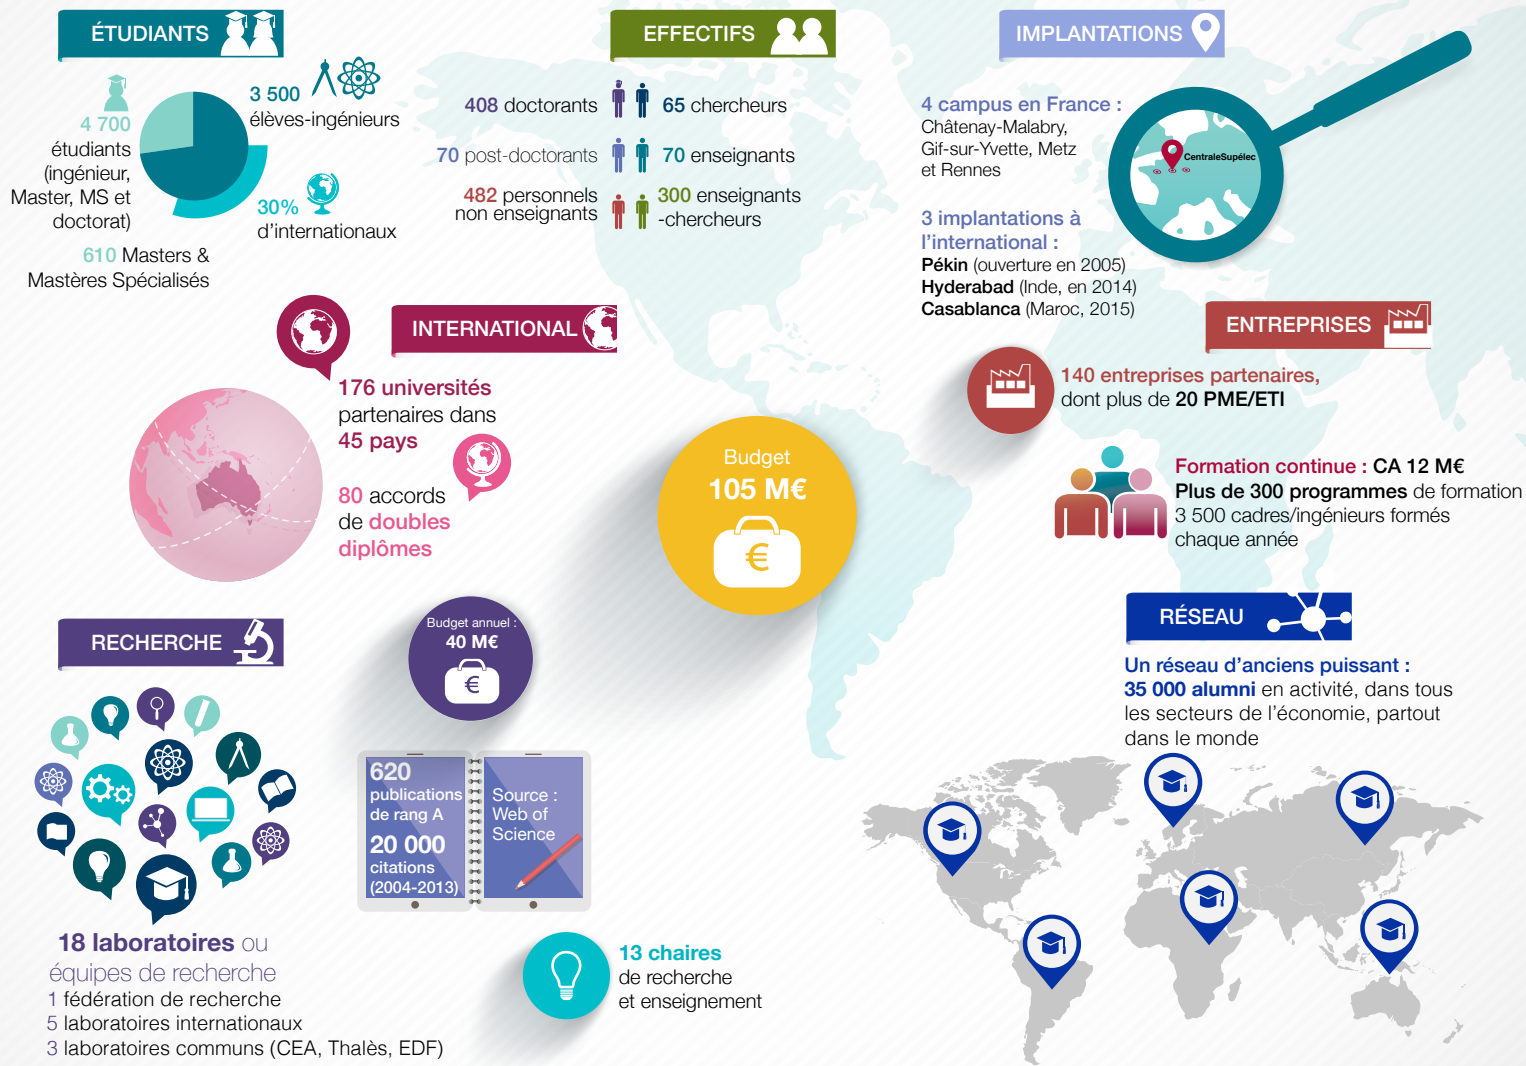 ÉTUDIANTS
3 500
élèves-ingénieurs
4 700
étudiants
(ingénieur,
Master, MS et
doctorat)
30%
d'internationaux
610 Masters &
Mastères Spécialisés
EFFECTIFS
408 doctorants
65 chercheurs
70 post-doctorants
70 enseignants
482 personnels
non enseignants
300 enseignants
-chercheurs
IMPLANTATIONS
4 campus en France :
Châtenay-Malabry,
Gif-sur-Yvette, Metz
et Rennes
CentraleSupélec
3 implantations à
l'international :
Pékin (ouverture en 2005)
Hyderabad (Inde, en 2014)
Casablanca (Maroc, 2015)
INTERNATIONAL
176 universités
partenaires dans
45 pays
80 accords
de doubles
diplômes
Budget
105 M€
€
ENTREPRISES
140 entreprises partenaires,
dont plus de 20 PME/ETI
Formation continue : CA 12 M€
Plus de 300 programmes de formation
3 500 cadres/ingénieurs formés
chaque année
RECHERCHE
Budget annuel :
40 M€
€
620
publications
de rang A
20 000
citations
(2004-2013)
Source :
Web of
Science
18 laboratoires ou
équipes de recherche
1 fédération de recherche
5 laboratoires internationaux
3 laboratoires communs (CEA, Thalès, EDF)
13 chaires
de recherche
et enseignement
RÉSEAU
Un réseau d'anciens puissant :
35 000 alumni en activité, dans tous
les secteurs de l'économie, partout
dans le monde